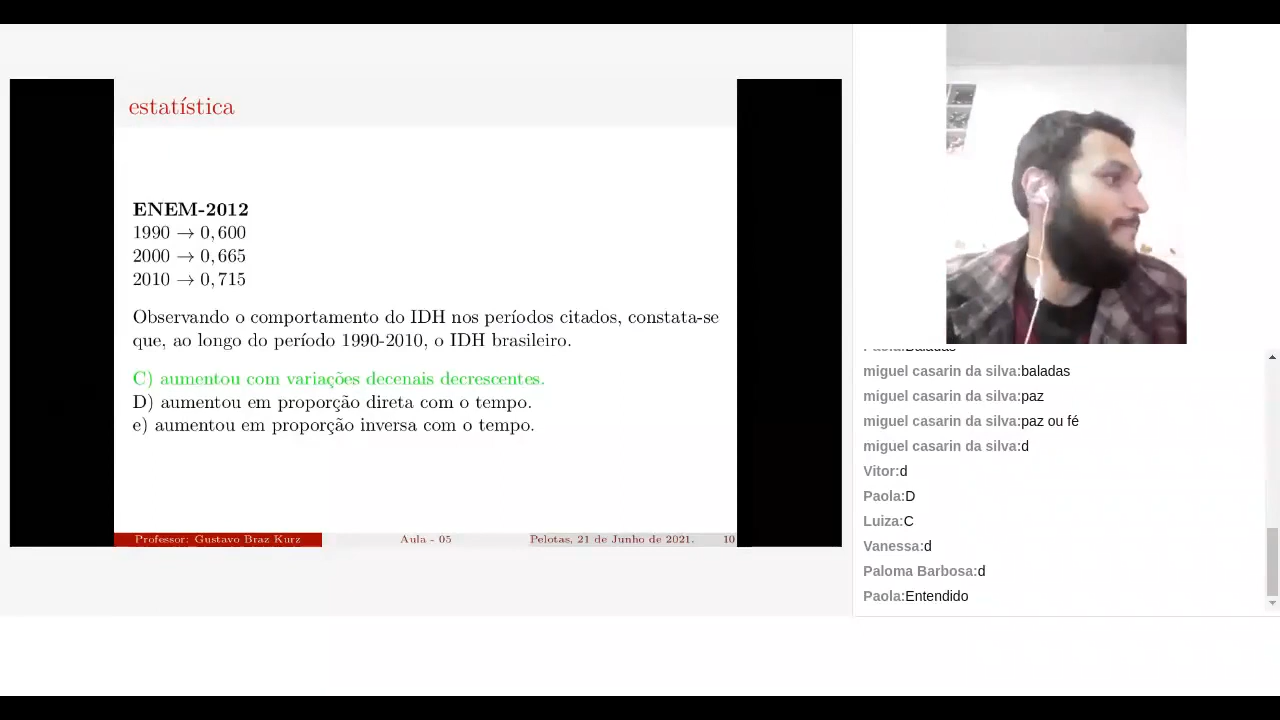 estatística
ENEM-2012
1990 → 0, 600
2000 → 0, 665
2010 → 0, 715
Observando o comportamento do IDH nos períodos citados, constata-se
que, ao longo do período 1990-2010, o IDH brasileiro.
C) aumentou com variações decenais decrescentes.
D) aumentou em proporção direta com o tempo.
e) aumentou em proporção inversa com o tempo.
Professor: Gustavo Braz Kurz Aula - 05 Pelotas, 21 de Junho de 2021. 10
miguel casarin da silva:baladas
miguel casarin da silva:paz
miguel casarin da silva:paz ou fé
miguel casarin da silva:d
Vitor:d
Paola:D
Luiza:C
Vanessa:d
Paloma Barbosa:d
Paola:Entendido